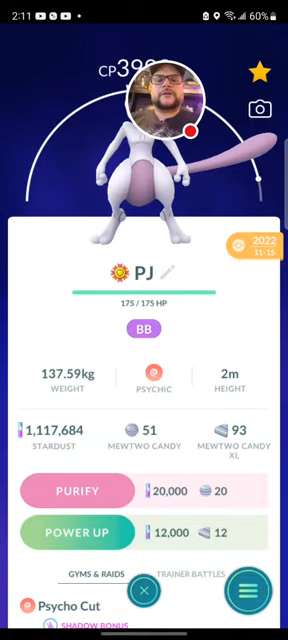 2:11
60%
CP
2022
11·15
PJ
175 / 175 HP
BB
137.59kg
2m
WEIGHT
PSYCHIC
HEIGHT
1,117,684
51
93
STARDUST
MEWTWO CANDY
MEWTWO CANDY XL
PURIFY
20,000
20
POWER UP
12,000
12
GYMS & RAIDS
TRAINER BATTLES
Psycho Cut
SHADOW BONUS